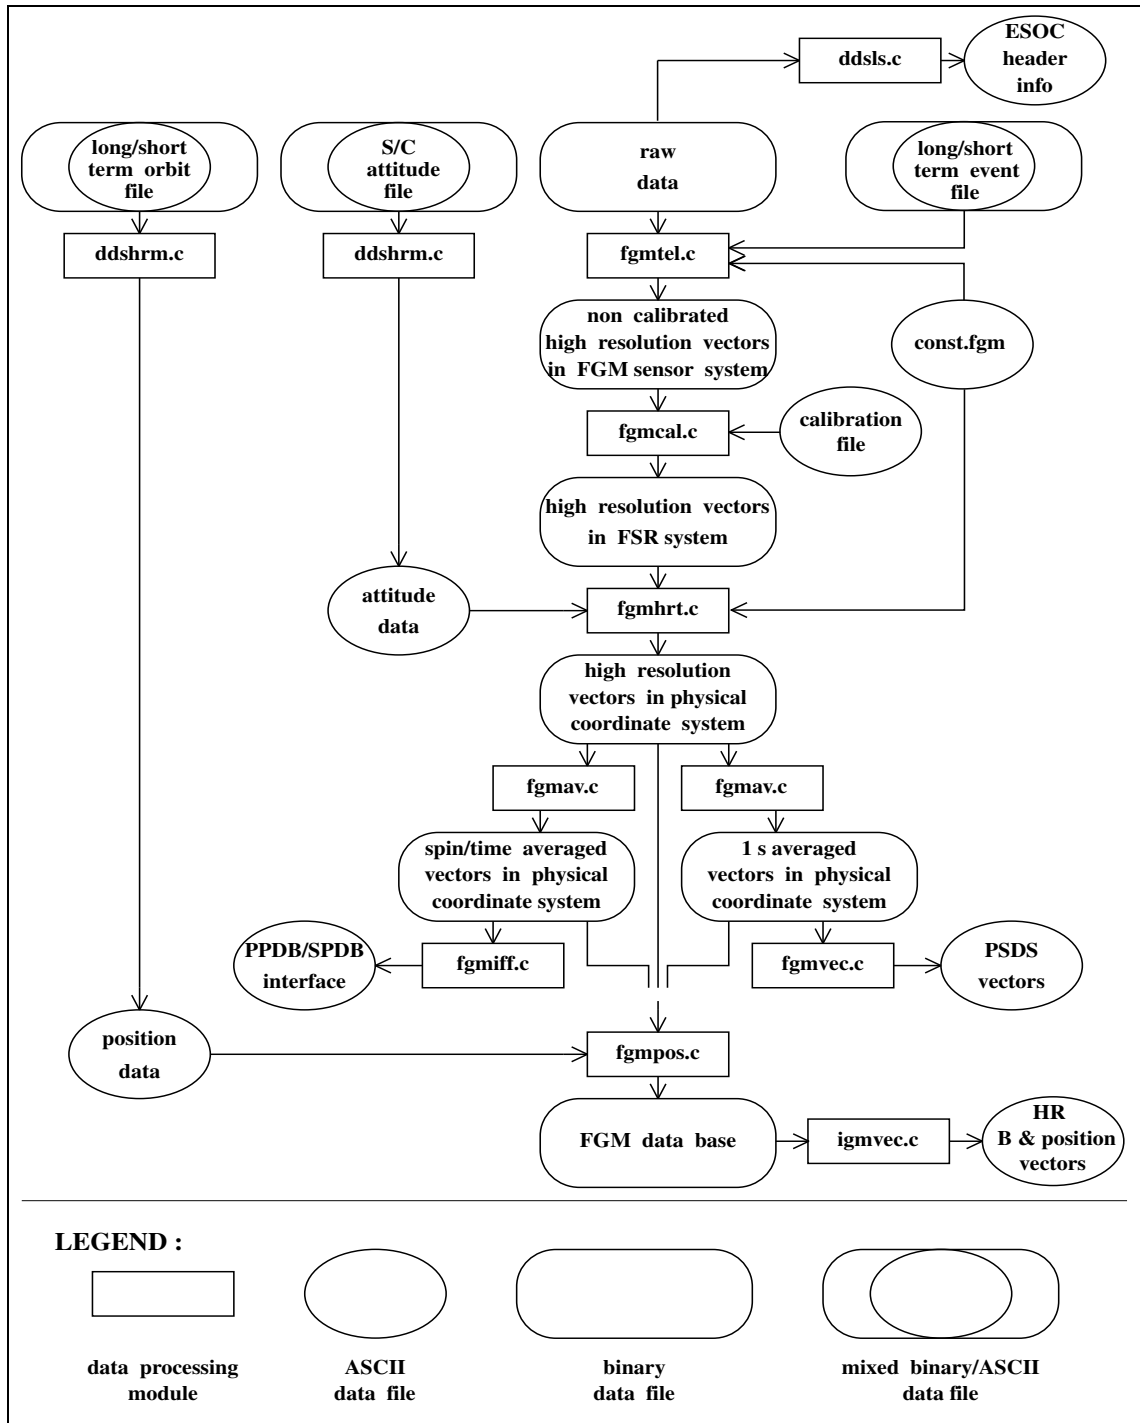 ddsls.c
ESOC
header
info
long/short
term orbit
file
S/C
attitude
file
raw
data
long/short
term event
file
ddshrm.c
ddshrm.c
fgmtel.c
non calibrated
high resolution vectors
in FGM sensor system
const.fgm
fgmcal.c
calibration
file
high resolution vectors
in FSR system
attitude
data
fgmhrt.c
high resolution
vectors in physical
coordinate system
fgmav.c
fgmav.c
spin/time averaged
vectors in physical
coordinate system
1 s averaged
vectors in physical
coordinate system
PPDB/SPDB
interface
fgmiff.c
fgmvec.c
PSDS
vectors
position
data
fgmpos.c
FGM data base
igmvec.c
HR
B & position
vectors
LEGEND :
data processing
module
ASCII
data file
binary
data file
mixed binary/ASCII
data file